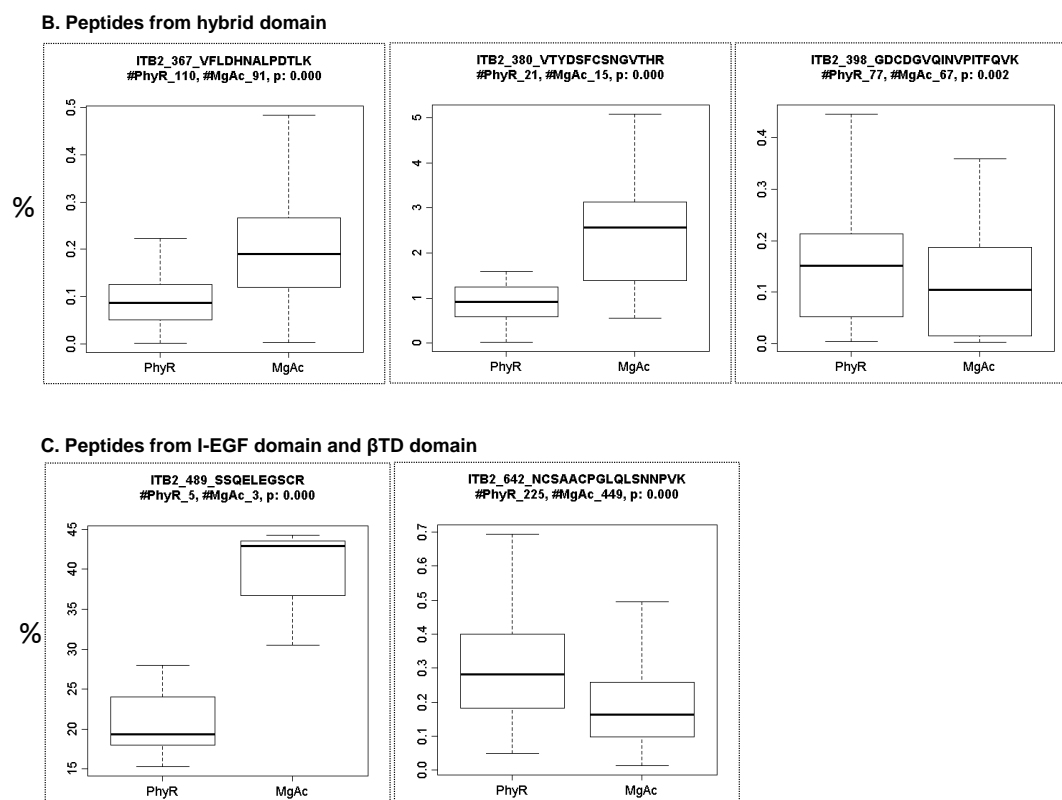 B. Peptides from hybrid domain
ITB2_367_VFLDHNALPDTLK
#PhyR_110, #MgAc_91, p: 0.000
%
0.5
0.4
0.3
0.2
0.1
0.0
PhyR MgAc
ITB2_380_VTYDSFCSNGVTHR
#PhyR_21, #MgAc_15, p: 0.000
5
4
3
2
1
0
PhyR MgAc
ITB2_398_GDCDGVQINVPITFQVK
#PhyR_77, #MgAc_67, p: 0.002
0.4
0.3
0.2
0.1
0.0
PhyR MgAc
C. Peptides from I-EGF domain and βTD domain
ITB2_489_SSQELEGSCR
#PhyR_5, #MgAc_3, p: 0.000
%
45
40
35
30
25
20
15
PhyR MgAc
ITB2_642_NCSAACPGLQLSNNPVK
#PhyR_225, #MgAc_449, p: 0.000
0.7
0.6
0.5
0.4
0.3
0.2
0.1
0.0
PhyR MgAc